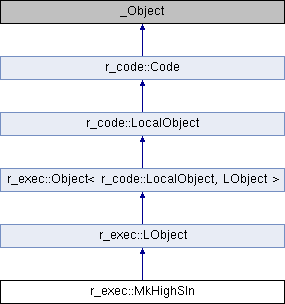 _Object
r_code::Code
r_code::LocalObject
r_exec::Object< r_code::LocalObject, LObject >
r_exec::LObject
r_exec::MkHighSln